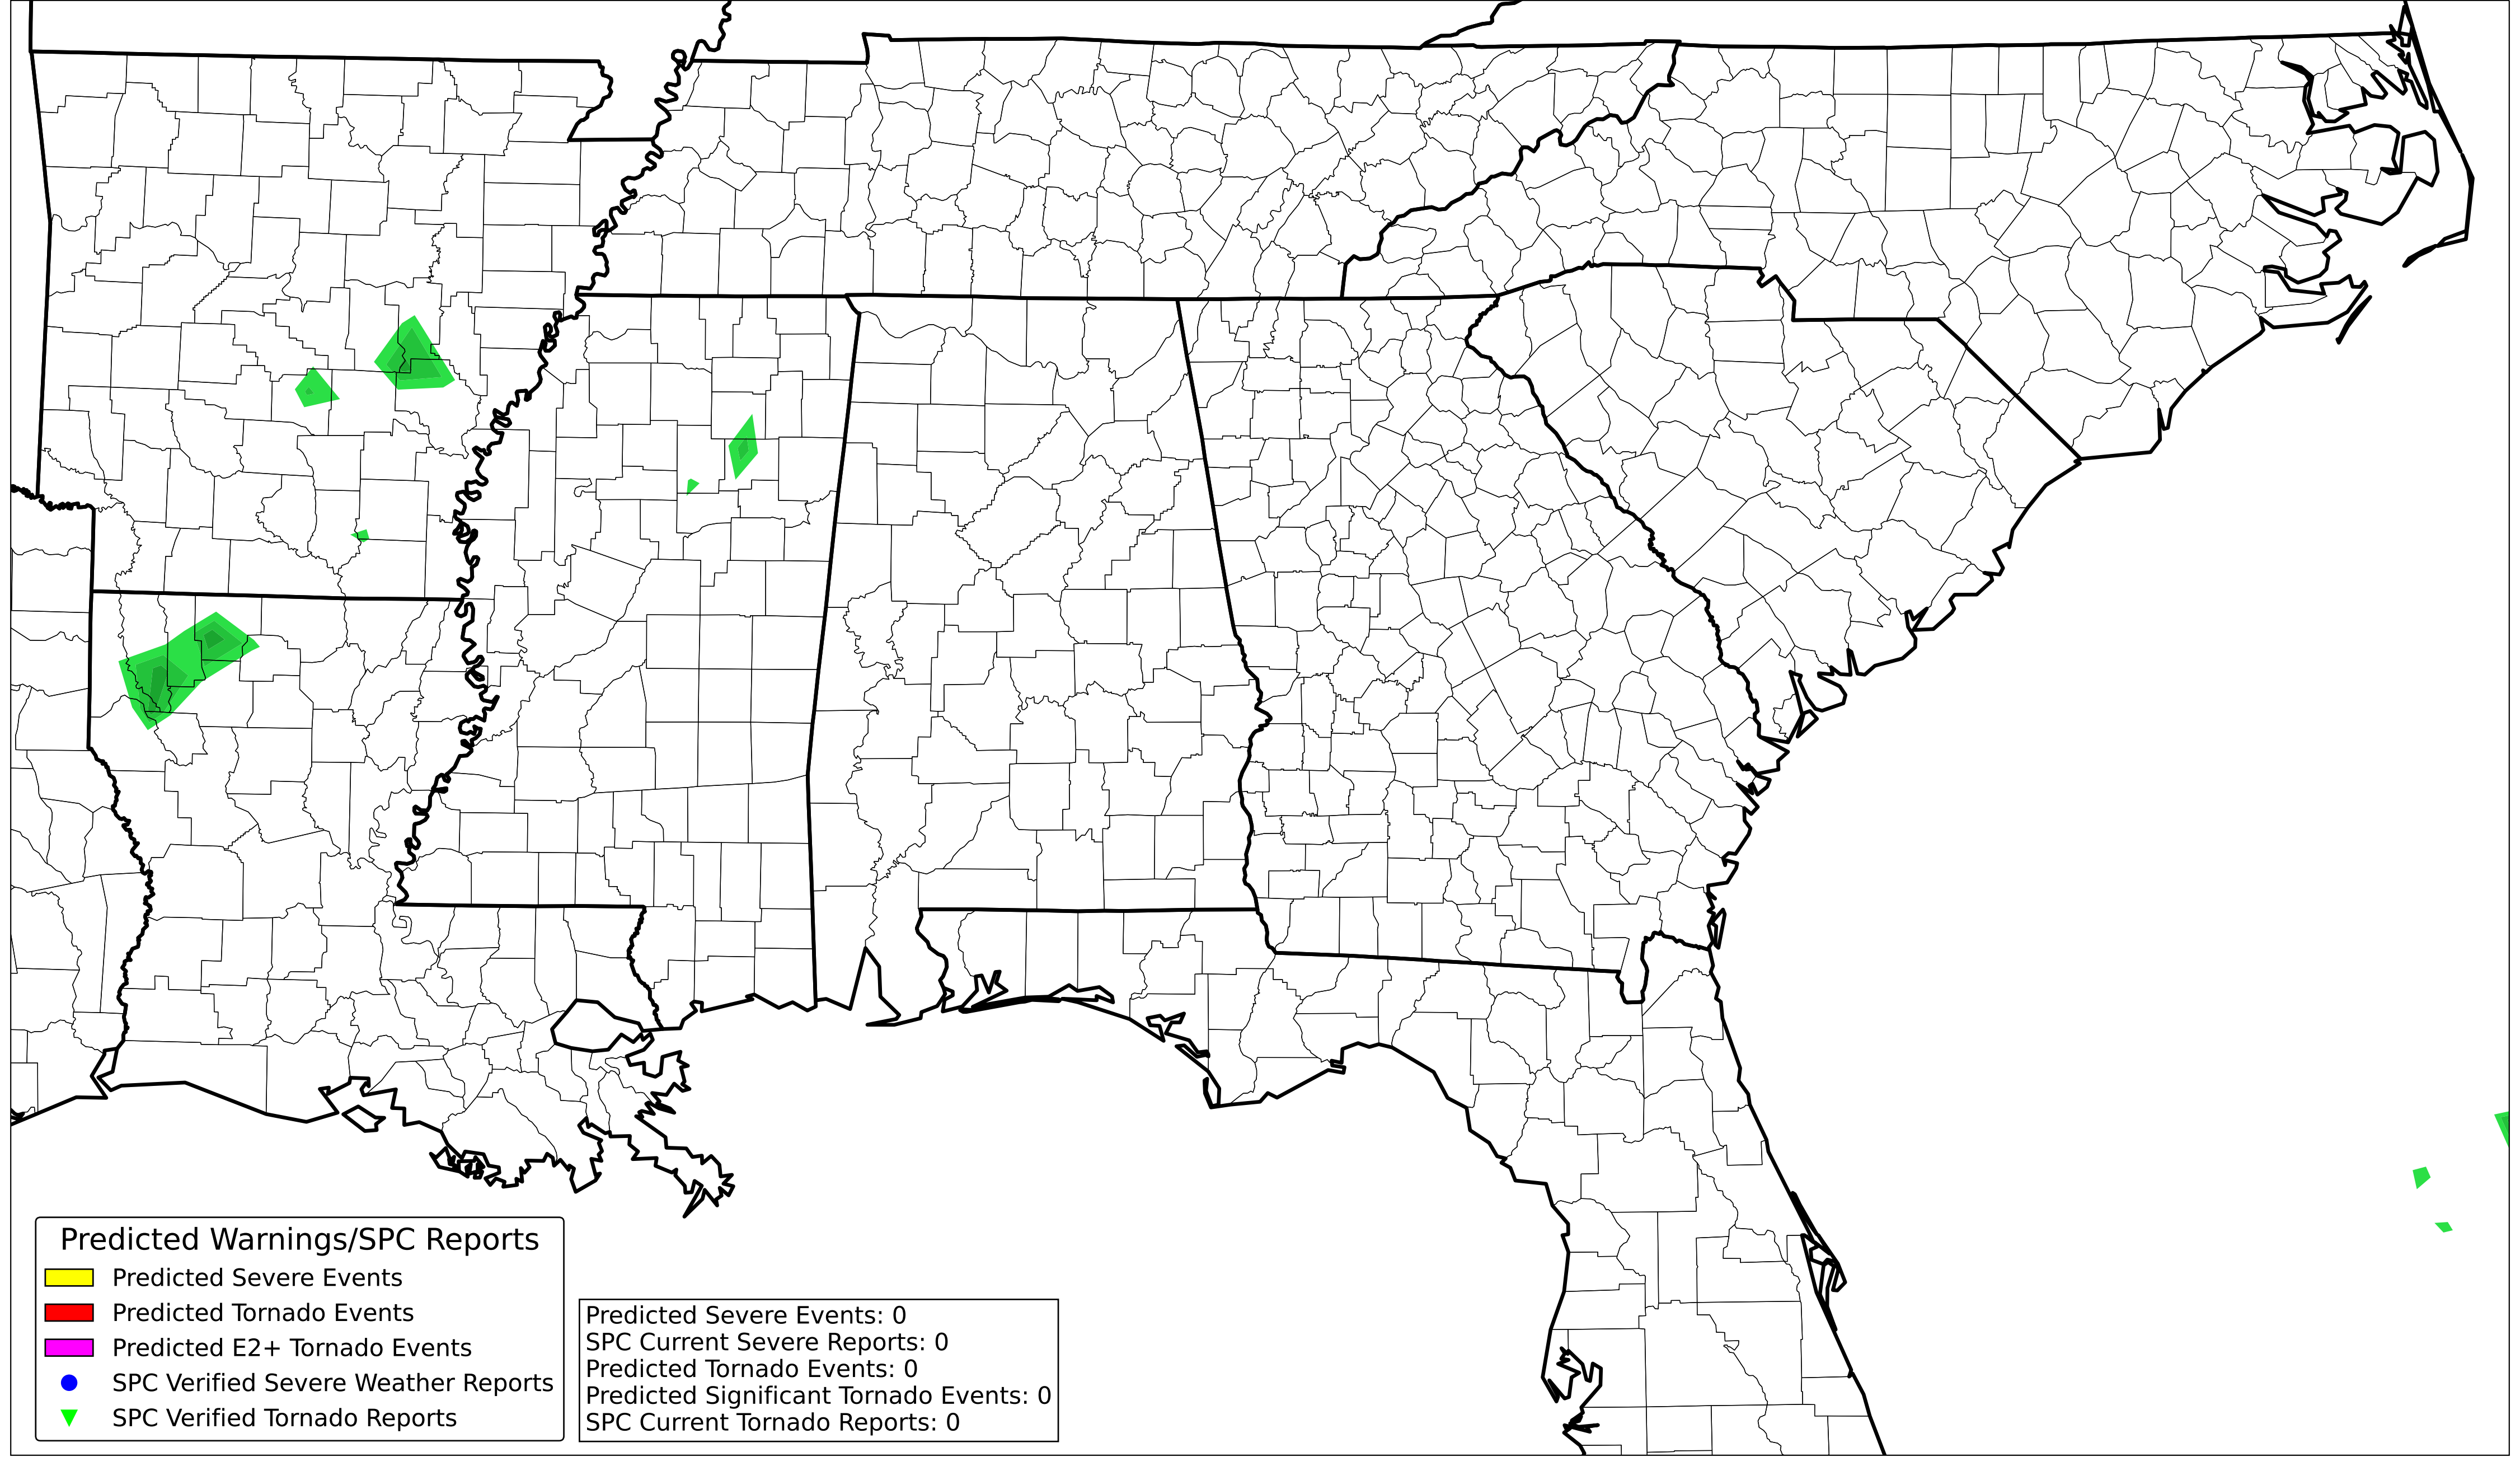 Predicted Warnings/SPC Reports
Predicted Severe Events
Predicted Tornado Events
Predicted E2+ Tornado Events
SPC Verified Severe Weather Reports
SPC Verified Tornado Reports
Predicted Severe Events: 0
SPC Current Severe Reports: 0
Predicted Tornado Events: 0
Predicted Significant Tornado Events: 0
SPC Current Tornado Reports: 0